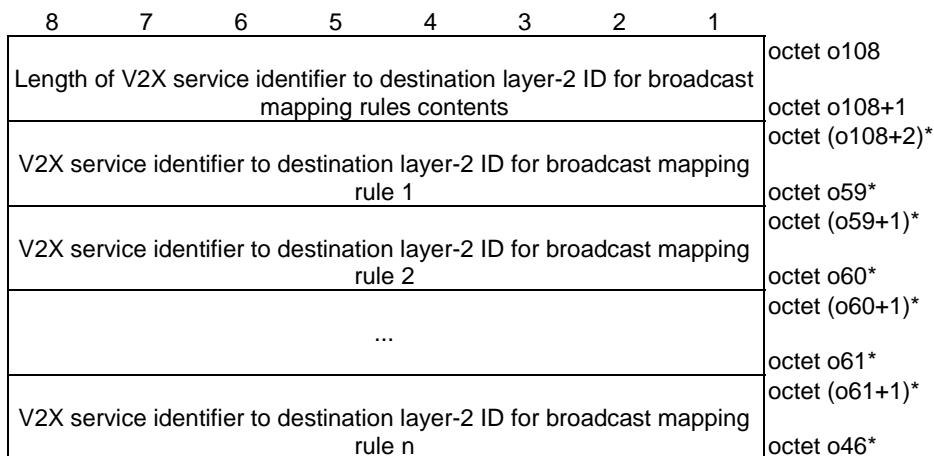 8 7 6 5 4 3 2 1
Length of V2X service identifier to destination layer-2 ID for broadcast
mapping rules contents
octet o108
octet o108+1
V2X service identifier to destination layer-2 ID for broadcast mapping
rule 1
octet (o108+2)*
octet o59*
V2X service identifier to destination layer-2 ID for broadcast mapping
rule 2
octet (o59+1)*
octet o60*
...
octet (o60+1)*
octet o61*
V2X service identifier to destination layer-2 ID for broadcast mapping
rule n
octet (o61+1)*
octet o46*